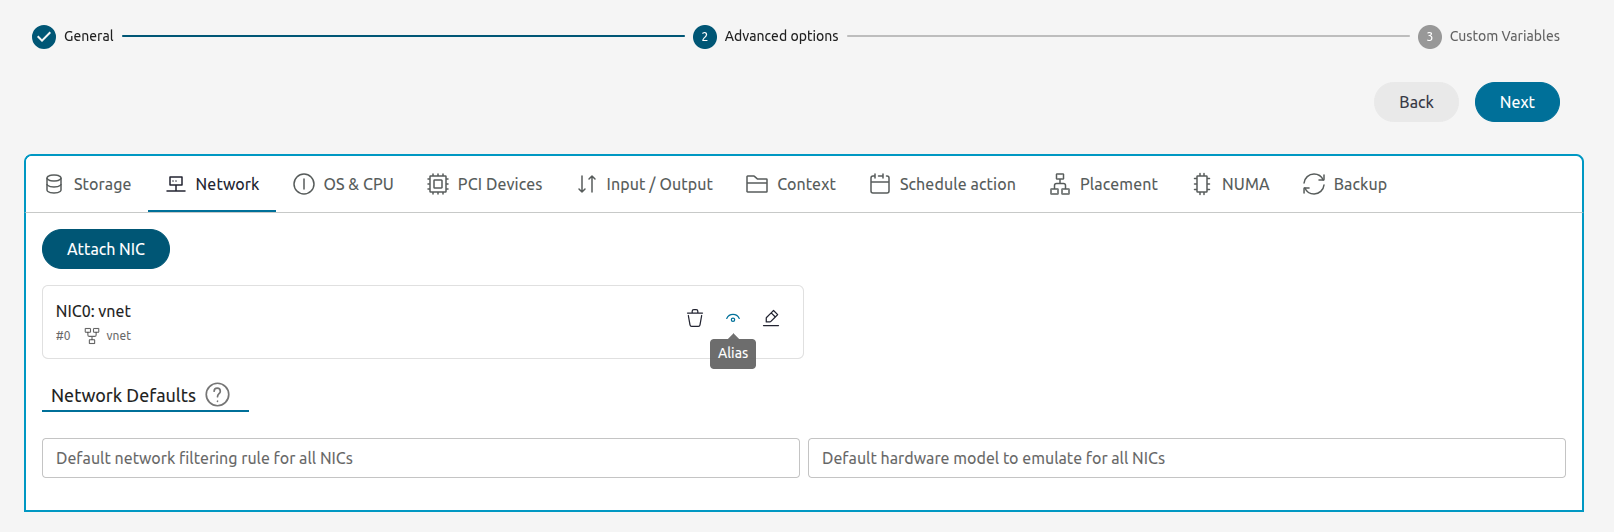 General
2
Advanced options
3
Custom Variables
Back
Next
Storage
Network
OS & CPU
PCI Devices
Input / Output
Context
Schedule action
Placement
NUMA
Backup
Attach NIC
NIC0: vnet
#0 vnet
Alias
Network Defaults ?
Default network filtering rule for all NICs
Default hardware model to emulate for all NICs